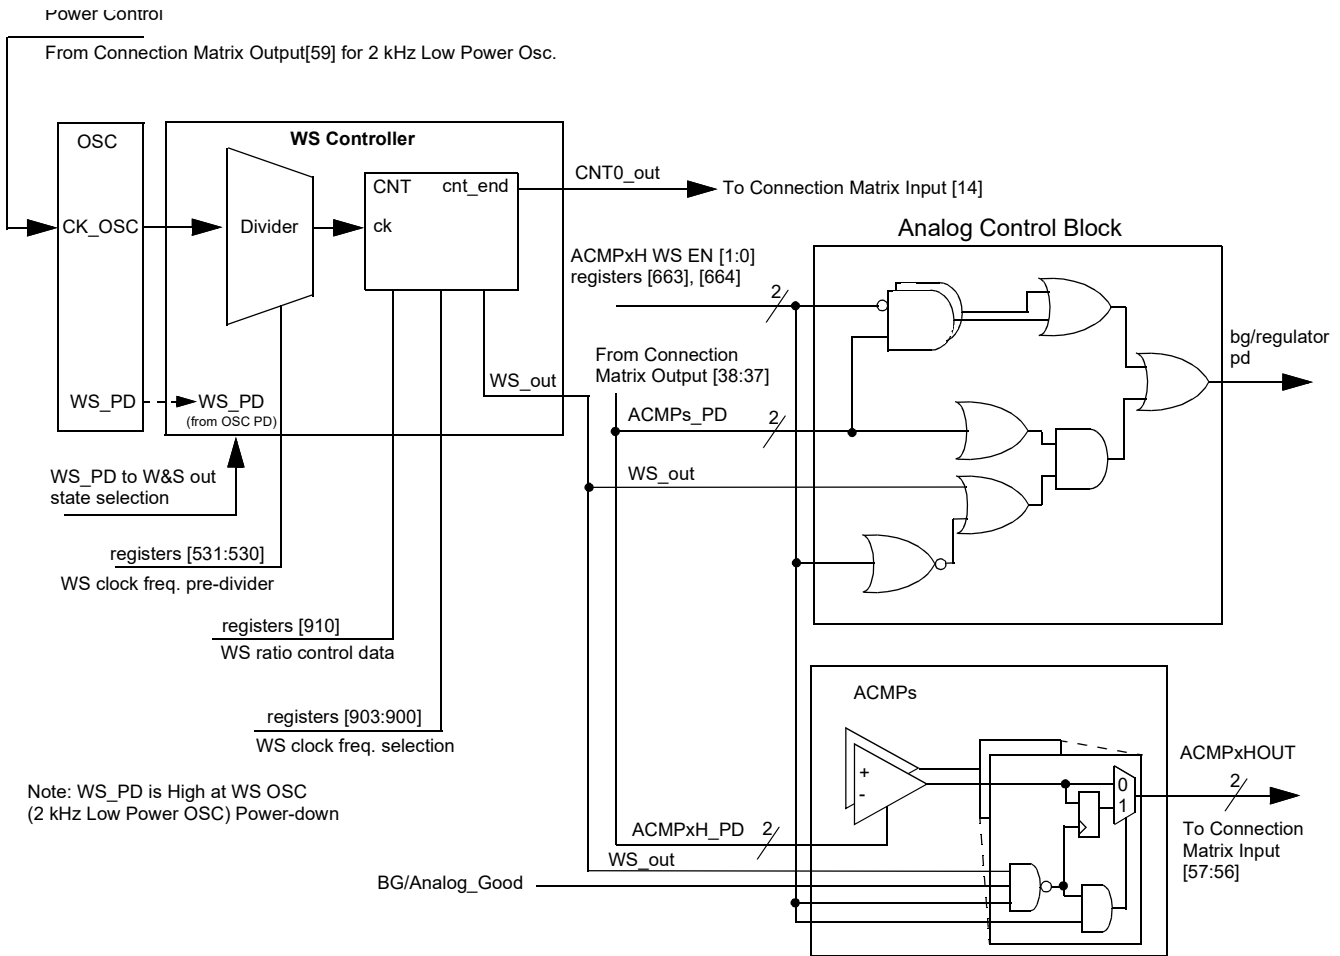 Power Control
From Connection Matrix Output[59] for 2 kHz Low Power Osc.
OSC
WS Controller
CNT
cnt_end
CNT0_out
To Connection Matrix Input [14]
CK_OSC
Divider
ck
Analog Control Block
ACMPxH WS EN [1:0]
registers [663], [664]
2
bg/regulator
pd
From Connection
Matrix Output [38:37]
WS_out
WS_PD
WS_PD
(from OSC PD)
ACMPs_PD
2
WS_PD to W&S out
state selection
WS_out
registers [531:530]
WS clock freq. pre-divider
registers [910]
WS ratio control data
ACMPs
registers [903:900]
WS clock freq. selection
ACMPxHOUT
+
-
0
1
2
Note: WS_PD is High at WS OSC
(2 kHz Low Power OSC) Power-down
ACMPxH_PD
2
To Connection
Matrix Input
[57:56]
WS_out
BG/Analog_Good